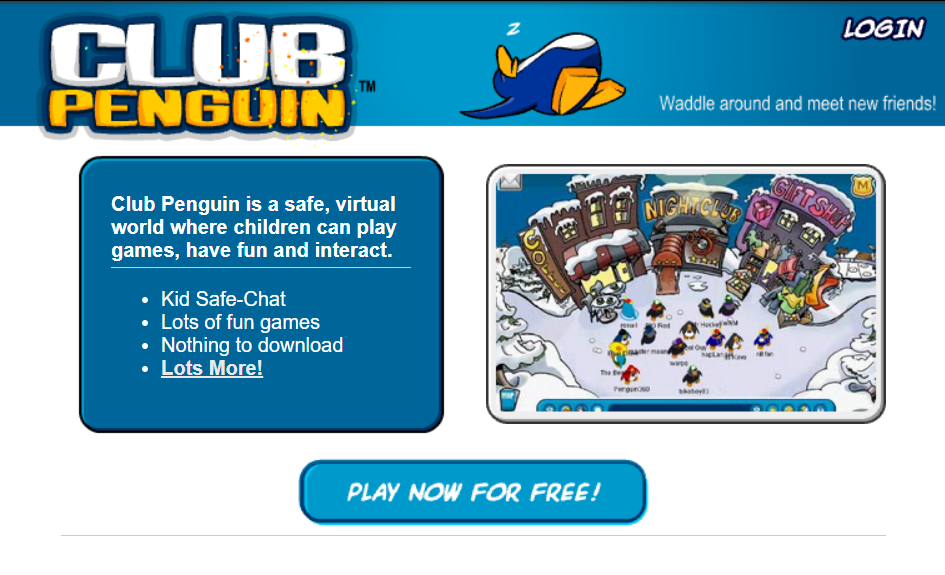 CLUB
PENGUIN™
z
LOGIN
Waddle around and meet new friends!
Club Penguin is a safe, virtual
world where children can play
games, have fun and interact.
• Kid Safe-Chat
• Lots of fun games
• Nothing to download
• Lots More!
M
NIGHTCLUB
GIFT SHOP
Penguin360
PLAY NOW FOR FREE!